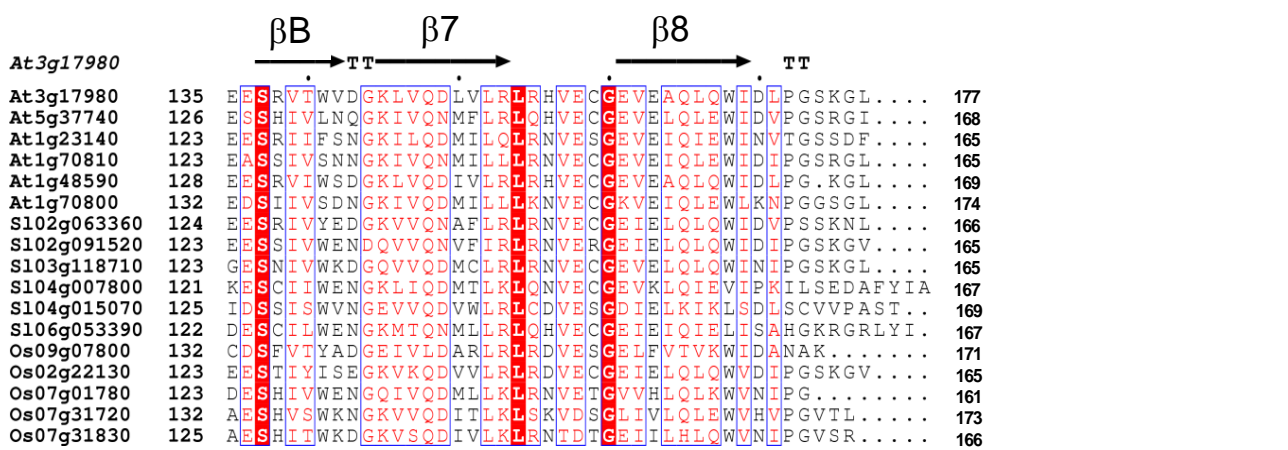 βB β7 β8
At3g17980 TT TT
At3g17980 135 EESRVTWVDGKLVQDLVLRLRHVECGEVEAQLQWIDLPGSKGL.... 177
At5g37740 126 ESSHIVLNQGKIVQNMFLRLQHVECGEVELQLEWIDVPGSRGI.... 168
At1g23140 123 EESRIIFSNGKILQDMILQLRNVESGEVEIQIEWINVTGSSDF.... 165
At1g70810 123 EASSIVSNNGKIVQNMILLLRNVECGEVEIQLEWIDIPGSRGL.... 165
At1g48590 128 EESRVIWSDGKLVQDIVLRLRHVECGEVEAQLQWIDLPG.KGL.... 169
At1g70800 132 EDSIIVSDNGKIVQDMILLLKNVECGKVEIQLEWLKNPGGSGL.... 174
Sl02g063360 124 EESRIVYEDGKVVQNAFLRLRNVECGEIELQLQWIDVPSSKNL.... 166
Sl02g091520 123 EESSIVWENDQVVQNVFIRLRNVERGEIELQLQWIDIPGSKGV.... 165
Sl03g118710 123 GESNIVWKDGQVVQDMCLRLRNVECGEVELQLQWINIPGSKGL.... 165
Sl04g007800 121 KESCIIWENGKLIQDMTLKLQNVECGEVKLQIEVIPKILSEDAFYIA 167
Sl04g015070 125 IDSSISWVNGEVVQDVWLRLCDVESGDIELKIKLSDLSCVVPAST. 169
Sl06g053390 122 DESCILWENGKMTQNMLLRLQHVECGEIEIQIELISAHGKRGRLYI. 167
Os09g07800 132 CDSFVTYADGEIVLDARLRLRDVESGELFVTVKWIDANAK....... 171
Os02g22130 123 EESTIYISEGKVKQDVVLRLRDVECGEIELQLQWVDIPGSKGV.... 165
Os07g01780 123 DESHIVWENGQIVQDMLLKLRNVETGVVHLQLKWVNIPG........ 161
Os07g31720 132 AESHVSWKNGKVVQDITLKLSKVDSGLIVLQLEWVHVPGVTL..... 173
Os07g31830 125 AESHITWKDGKVSQDIVLKLRNTDTGEIILHLQWVNIPGVSR..... 166